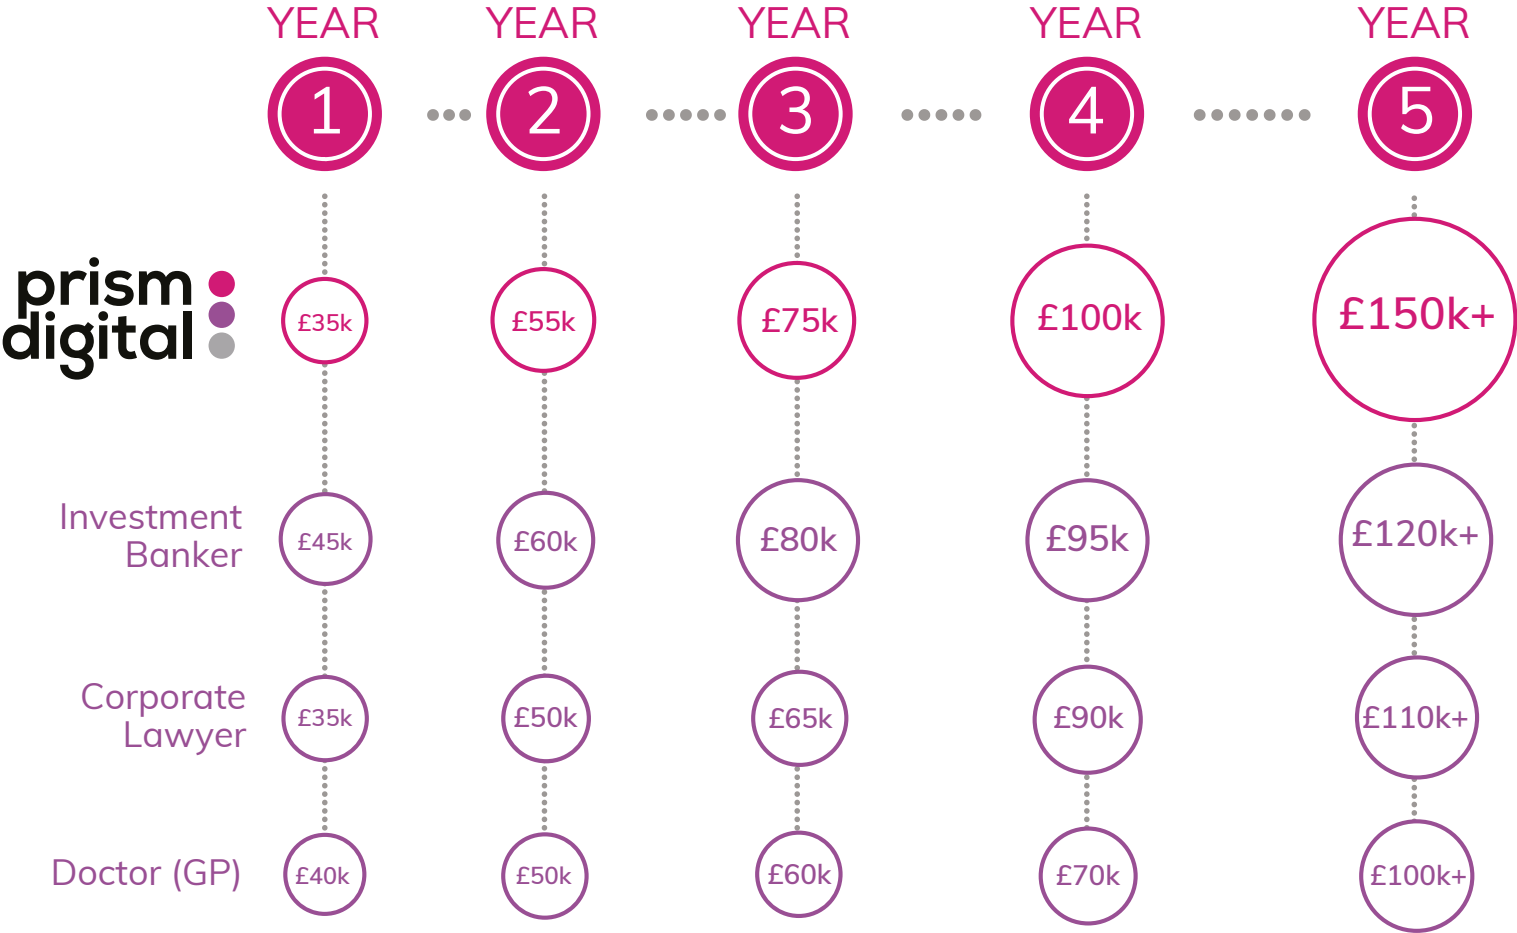 YEAR YEAR YEAR YEAR YEAR
1 2 3 4 5
prism
digital
£35k £55k £75k £100k £150k+
Investment
Banker
£45k £60k £80k £95k £120k+
Corporate
Lawyer
£35k £50k £65k £90k £110k+
Doctor (GP) £40k £50k £60k £70k £100k+